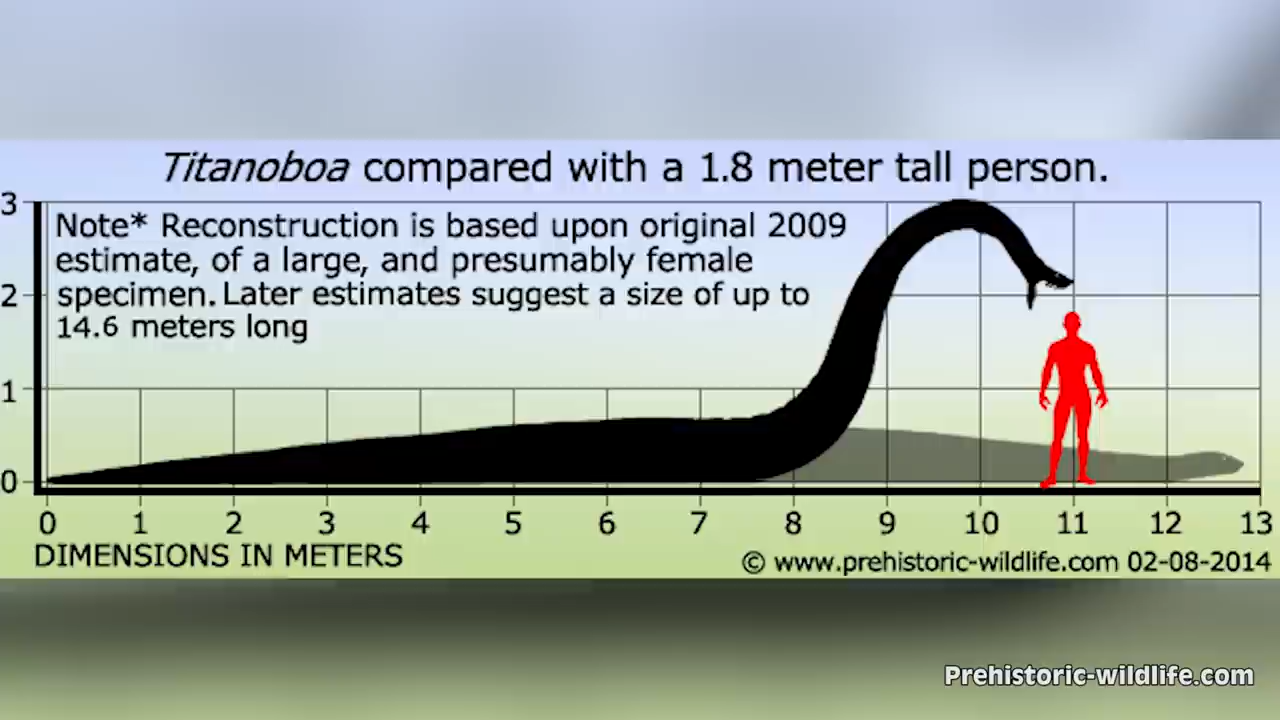 Titanoboa compared with a 1.8 meter tall person.
3
Note* Reconstruction is based upon original 2009
estimate, of a large, and presumably female
specimen. Later estimates suggest a size of up to
2
14.6 meters long
1
0
0 1 2 3 4 5 6 7 8 9 10 11 12 13
DIMENSIONS IN METERS
© www.prehistoric-wildlife.com 02-08-2014
Prehistoric-wildlife.com